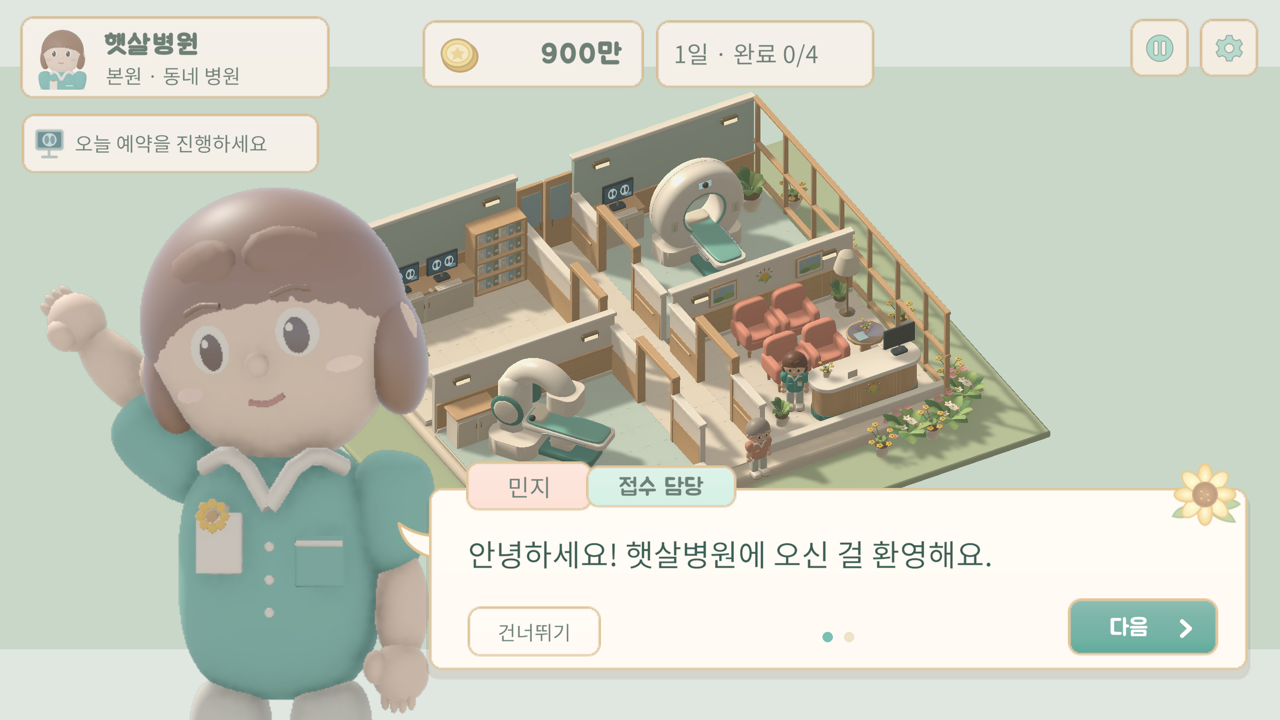 햇살병원
본원 · 동네 병원
900만
1일 · 완료 0/4
오늘 예약을 진행하세요
민지
접수 담당
안녕하세요! 햇살병원에 오신 걸 환영해요.
건너뛰기
다음